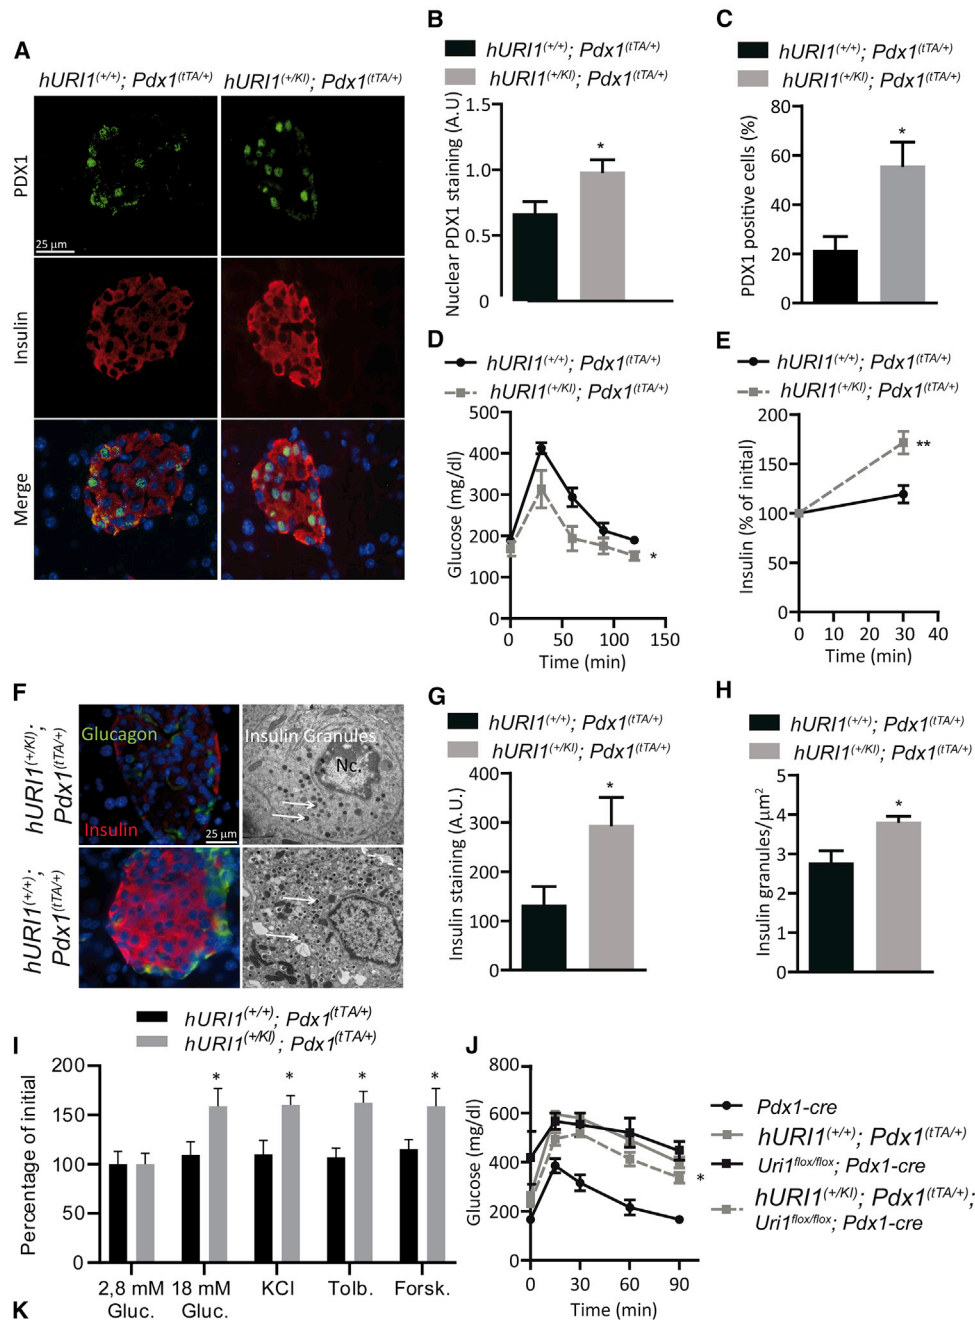 A
hURI1(+/+); Pdx1(tTA/+)
hURI1(+/KI); Pdx1(tTA/+)
PDX1
25 µm
Insulin
Merge
B
hURI1(+/+); Pdx1(tTA/+)
hURI1(+/KI); Pdx1(tTA/+)
Nuclear PDX1 staining (A.U)
1.5
1.0
0.5
0
*
C
hURI1(+/+); Pdx1(tTA/+)
hURI1(+/KI); Pdx1(tTA/+)
PDX1 positive cells (%)
80
60
40
20
0
*
D
hURI1(+/+); Pdx1(tTA/+)
hURI1(+/KI); Pdx1(tTA/+)
Glucose (mg/dl)
500
400
300
200
100
0
*
0 50 100 150
Time (min)
E
hURI1(+/+); Pdx1(tTA/+)
hURI1(+/KI); Pdx1(tTA/+)
Insulin (% of initial)
200
150
100
50
0
**
0 10 20 30 40
Time (min)
F
hURI1(+/KI);
Pdx1(tTA/+)
Glucagon
Insulin
25 µm
Insulin Granules
Nc.
hURI1(+/+);
Pdx1(tTA/+)
G
hURI1(+/+); Pdx1(tTA/+)
hURI1(+/KI); Pdx1(tTA/+)
Insulin staining (A.U.)
400
300
200
100
0
*
H
hURI1(+/+); Pdx1(tTA/+)
hURI1(+/KI); Pdx1(tTA/+)
Insulin granules/µm2
5
4
3
2
1
0
*
I
hURI1(+/+); Pdx1(tTA/+)
hURI1(+/KI); Pdx1(tTA/+)
Percentage of initial
200
150
100
50
0
* * * *
2,8 mM 18 mM KCl Tolb. Forsk.
Gluc. Gluc.
J
Glucose (mg/dl)
800
600
400
200
0
*
0 30 60 90
Time (min)
Pdx1-cre
hURI1(+/+); Pdx1(tTA/+)
Uri1flox/flox; Pdx1-cre
hURI1(+/KI); Pdx1(tTA/+);
Uri1flox/flox; Pdx1-cre
K